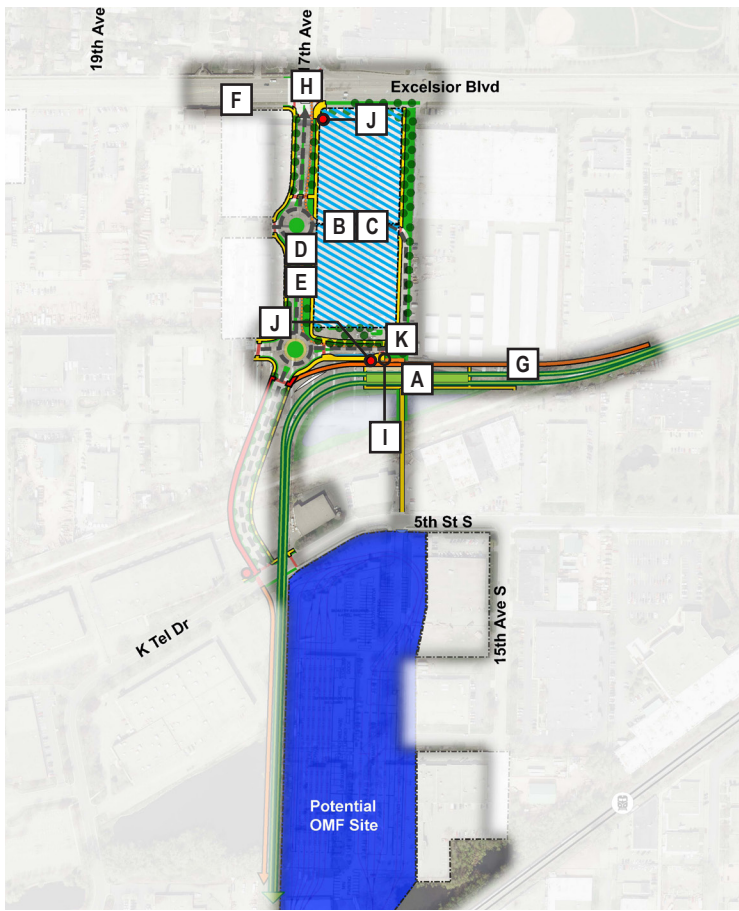 19th Ave
17th Ave
H
Excelsior Blvd
F
J
B
C
D
E
J
K
G
A
I
5th St S
15th Ave S
K Tel Dr
Potential
OMF Site